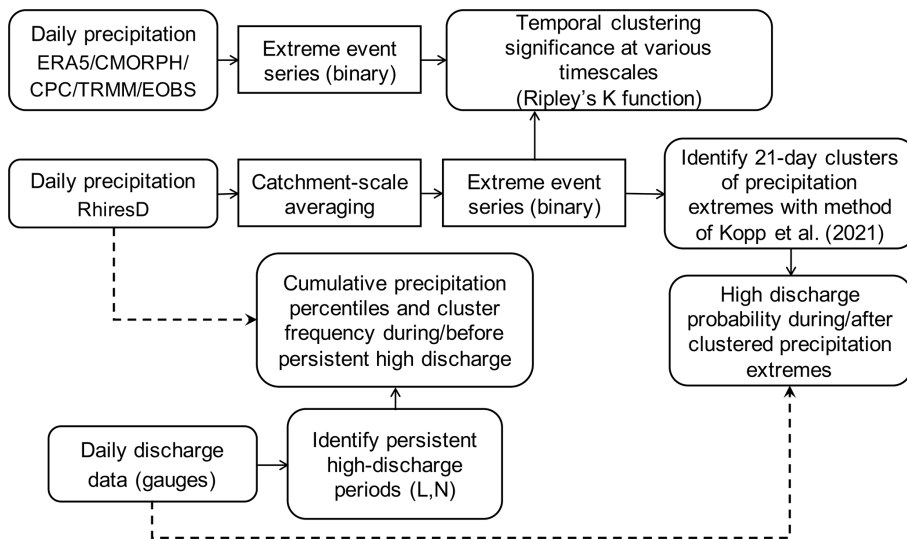 Daily precipitation
ERA5/CMORPH/
CPC/TRMM/EOBS
Extreme event
series (binary)
Temporal clustering
significance at various
timescales
(Ripley’s K function)
Daily precipitation
RhiresD
Catchment-scale
averaging
Extreme event
series (binary)
Identify 21-day clusters
of precipitation
extremes with method
of Kopp et al. (2021)
Cumulative precipitation
percentiles and cluster
frequency during/before
persistent high discharge
High discharge
probability during/after
clustered precipitation
extremes
Daily discharge
data (gauges)
Identify persistent
high-discharge
periods (L,N)